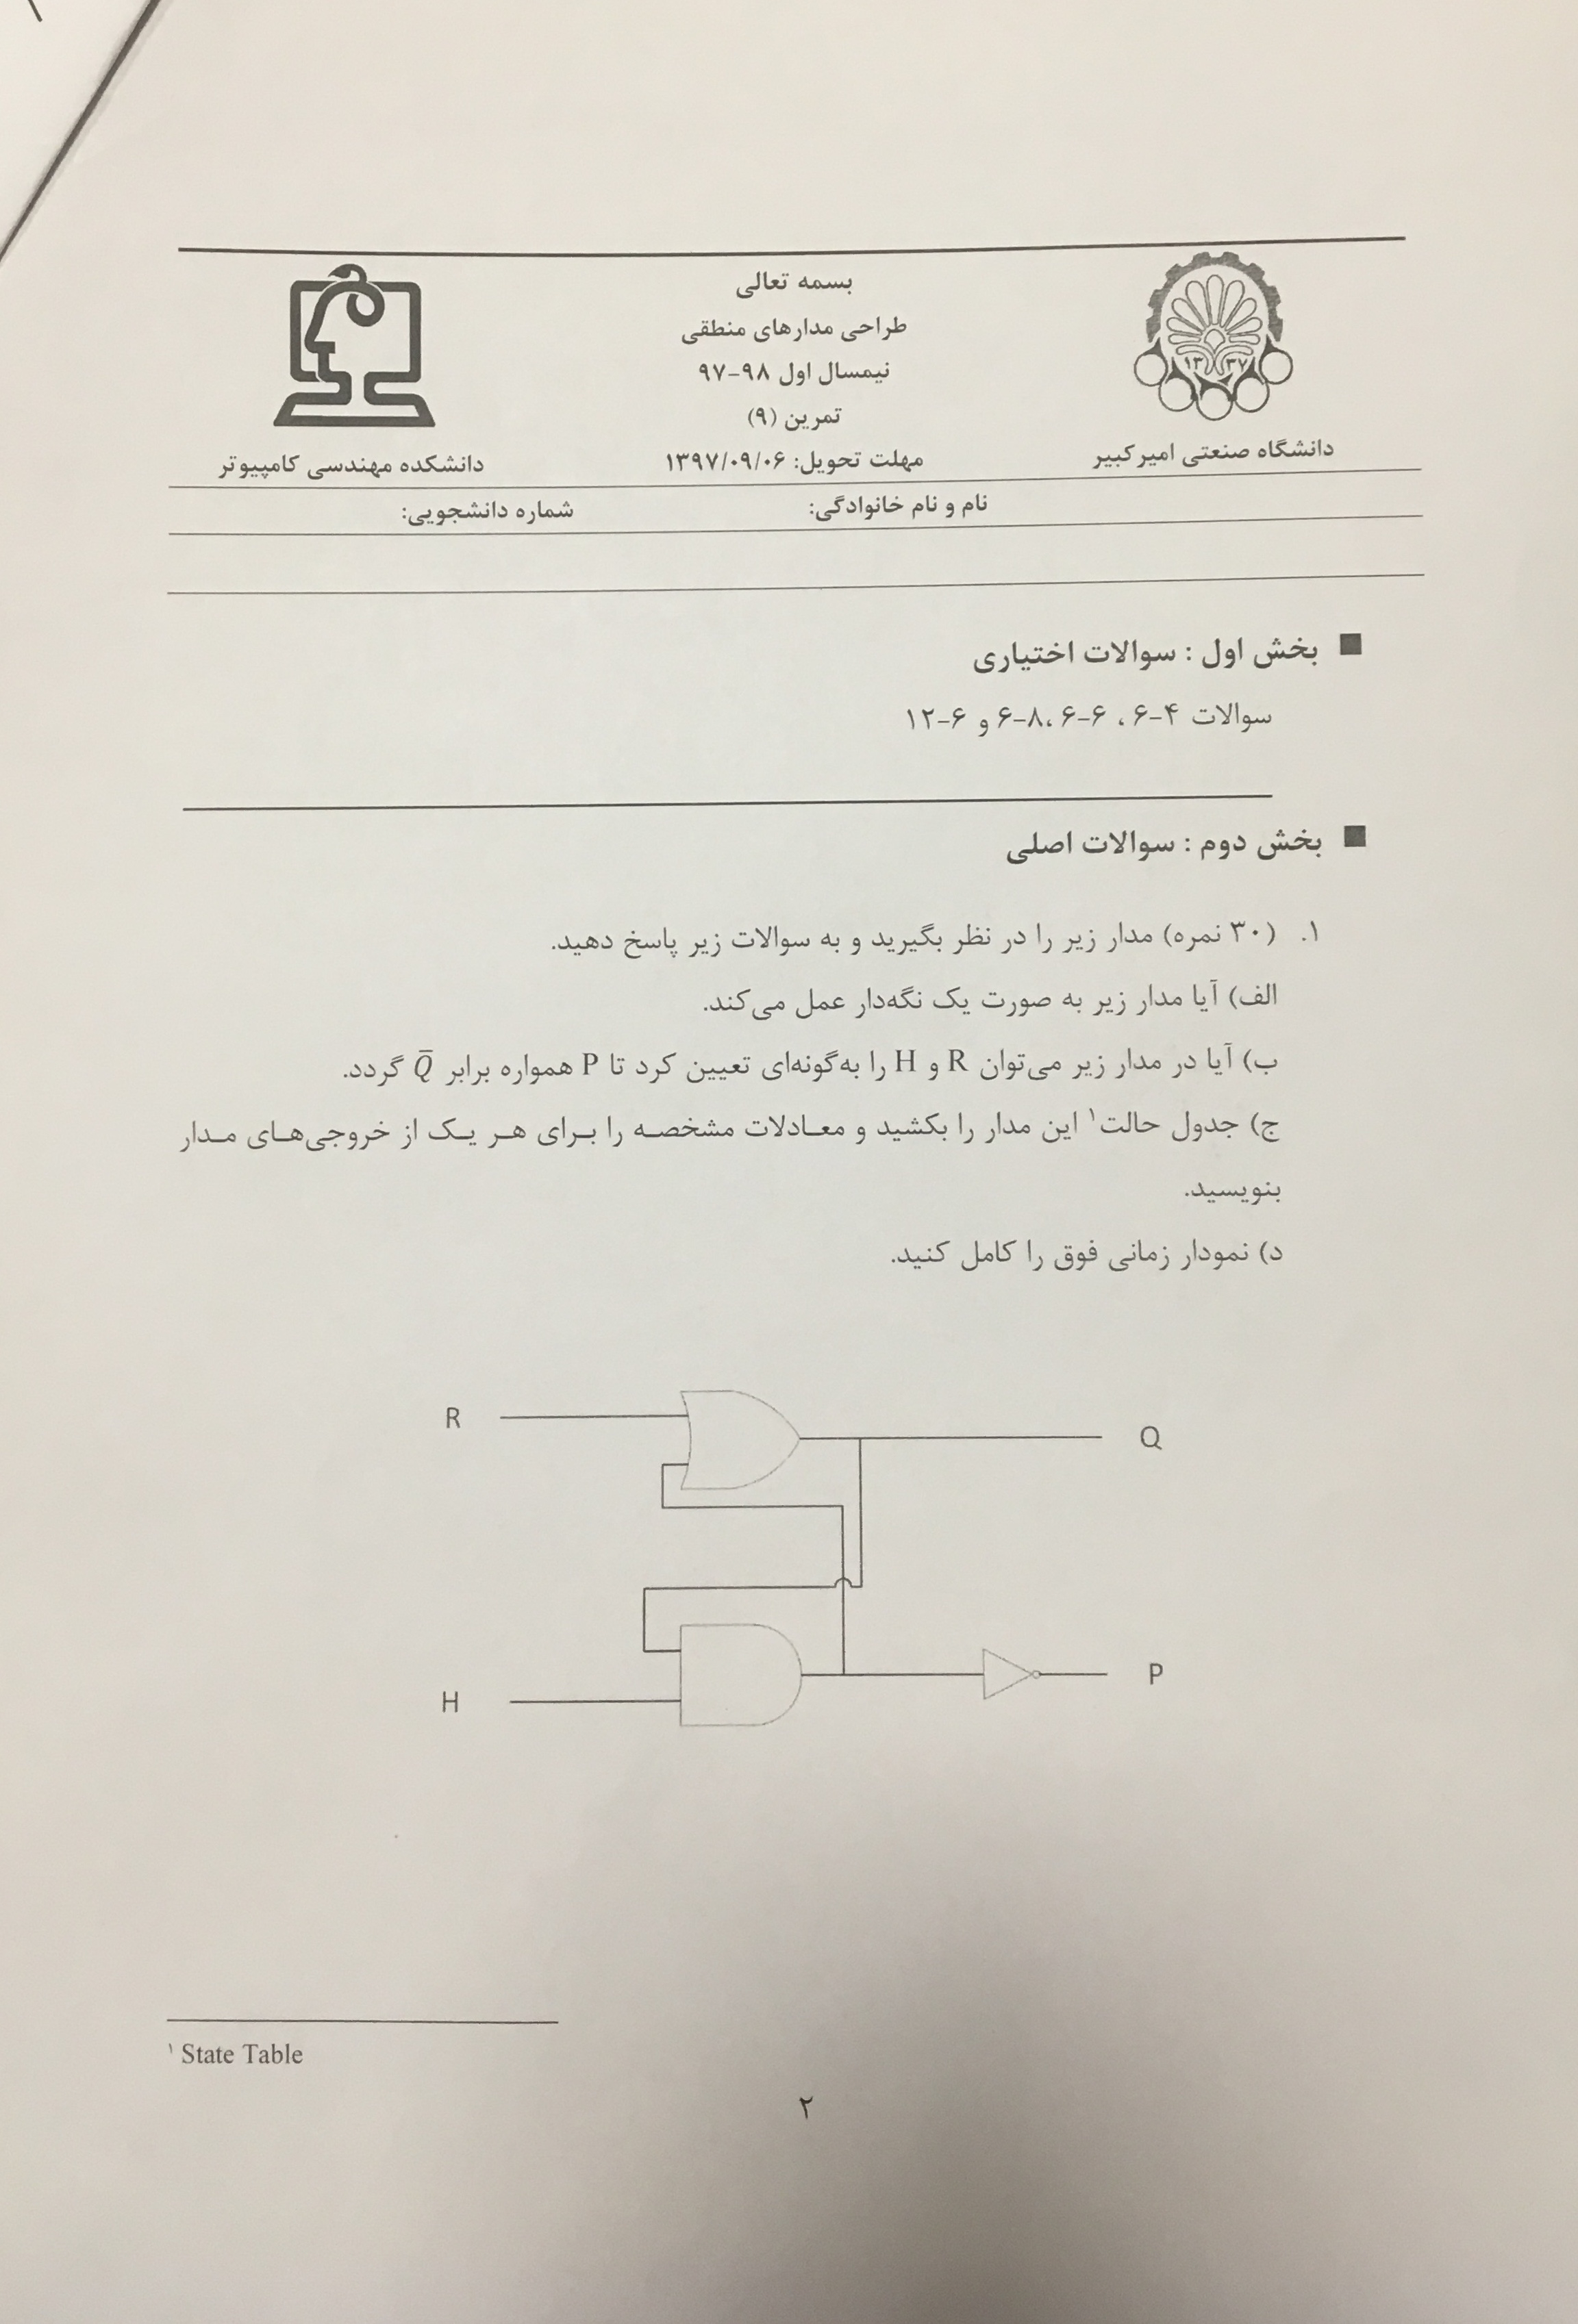 بسمه تعالی
طراحی مدارهای منطقی
نیمسال اول ۹۸-۹۷
تمرین (۹)
مهلت تحویل: ۱۳۹۷/۰۹/۰۶
۱۳ ۳۷
دانشگاه صنعتی امیرکبیر
دانشکده مهندسی کامپیوتر
نام و نام خانوادگی: شماره دانشجویی:
■ بخش اول : سوالات اختیاری
سوالات ۴-۶ ، ۶-۶ ،۸-۶ و ۶-۱۲
■ بخش دوم : سوالات اصلی
۱. (۳۰ نمره) مدار زیر را در نظر بگیرید و به سوالات زیر پاسخ دهید.
الف) آیا مدار زیر به صورت یک نگه‌دار عمل می‌کند.
ب) آیا در مدار زیر می‌توان R و H را به‌گونه‌ای تعیین کرد تا P همواره برابر Q̄ گردد.
ج) جدول حالت۱ این مدار را بکشید و معادلات مشخصه را برای هر یک از خروجی‌های مدار
بنویسید.
د) نمودار زمانی فوق را کامل کنید.
R
Q
H
P
۱ State Table
۲